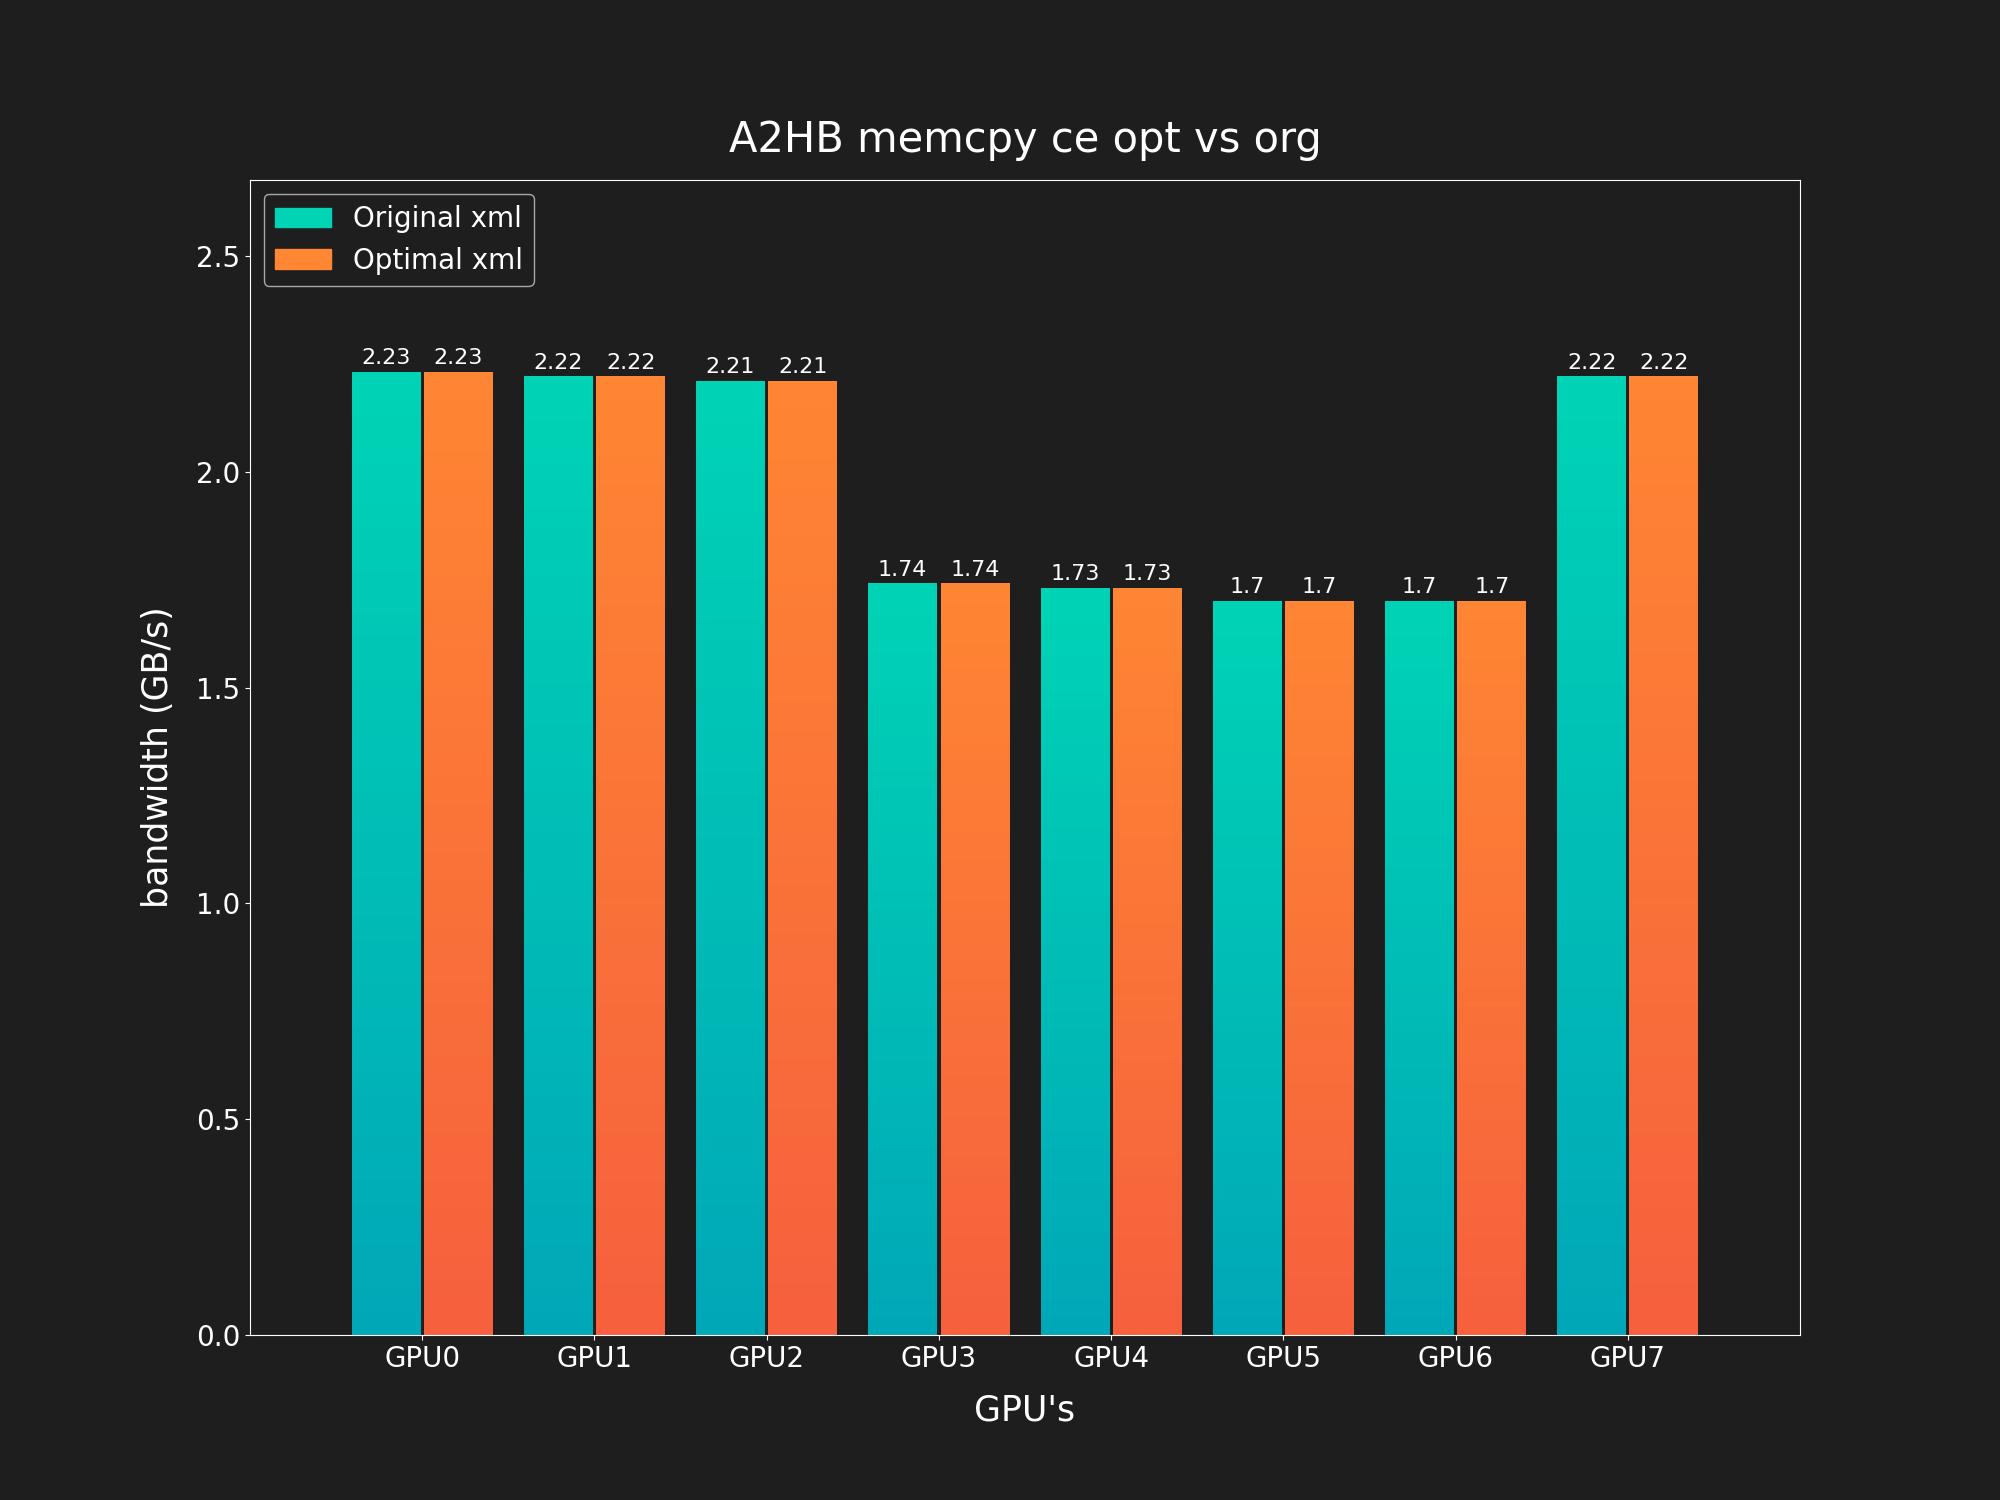 A2HB memcpy ce opt vs org
Original xml
Optimal xml
2.5
2.0
1.5
1.0
0.5
0.0
bandwidth (GB/s)
2.23 2.23 2.22 2.22 2.21 2.21 1.74 1.74 1.73 1.73 1.7 1.7 1.7 1.7 2.22 2.22
GPU0 GPU1 GPU2 GPU3 GPU4 GPU5 GPU6 GPU7
GPU's